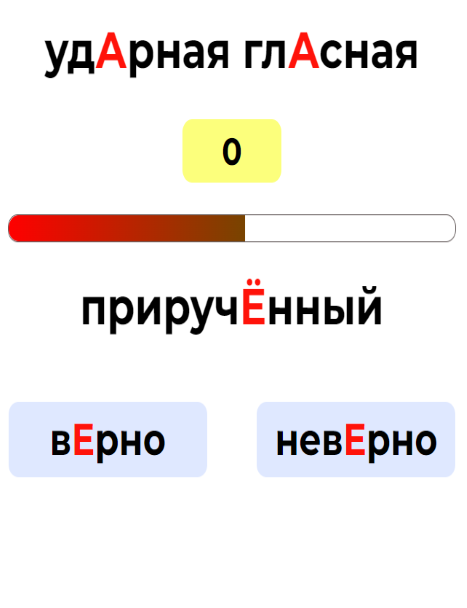 удАрная глАсная
0
приручЁнный
вЕрно
невЕрно